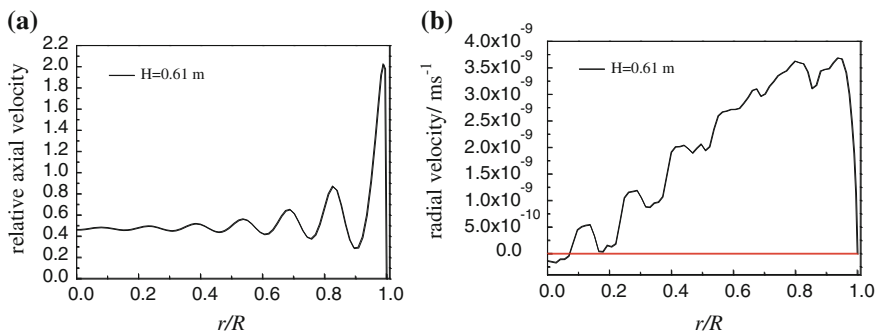 (a)
relative axial velocity
2.2
2.0
1.8
1.6
1.4
1.2
1.0
0.8
0.6
0.4
0.2
0.0
H=0.61 m
0.0 0.2 0.4 0.6 0.8 1.0
r/R
(b)
radial velocity/ ms⁻¹
4.0x10⁻⁹
3.5x10⁻⁹
3.0x10⁻⁹
2.5x10⁻⁹
2.0x10⁻⁹
1.5x10⁻⁹
1.0x10⁻⁹
5.0x10⁻¹⁰
0.0
H=0.61 m
0.0 0.2 0.4 0.6 0.8 1.0
r/R